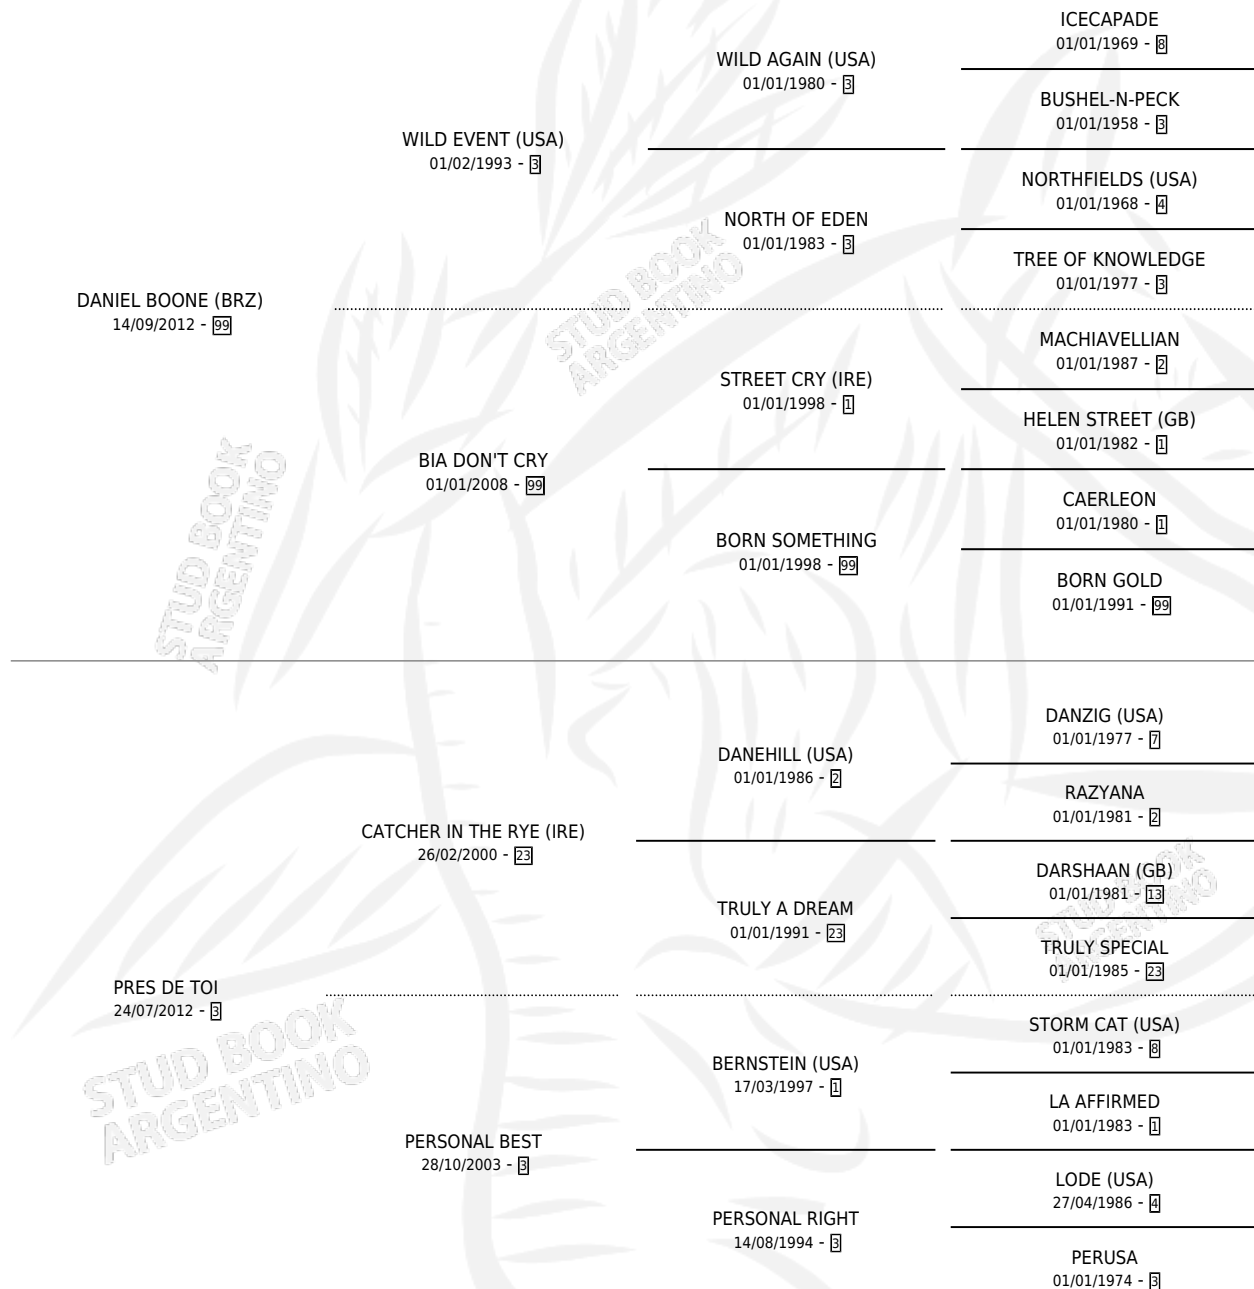 ICECAPADE
01/01/1969 - 8
WILD AGAIN (USA)
01/01/1980 - 3
BUSHEL-N-PECK
01/01/1958 - 3
WILD EVENT (USA)
01/02/1993 - 3
NORTHFIELDS (USA)
01/01/1968 - 4
NORTH OF EDEN
01/01/1983 - 3
TREE OF KNOWLEDGE
01/01/1977 - 3
DANIEL BOONE (BRZ)
14/09/2012 - 99
MACHIAVELLIAN
01/01/1987 - 2
STREET CRY (IRE)
01/01/1998 - 1
HELEN STREET (GB)
01/01/1982 - 1
BIA DON'T CRY
01/01/2008 - 99
CAERLEON
01/01/1980 - 1
BORN SOMETHING
01/01/1998 - 99
BORN GOLD
01/01/1991 - 99
DANZIG (USA)
01/01/1977 - 7
DANEHILL (USA)
01/01/1986 - 2
RAZYANA
01/01/1981 - 2
CATCHER IN THE RYE (IRE)
26/02/2000 - 23
DARSHAAN (GB)
01/01/1981 - 13
TRULY A DREAM
01/01/1991 - 23
TRULY SPECIAL
01/01/1985 - 23
PRES DE TOI
24/07/2012 - 3
STORM CAT (USA)
01/01/1983 - 8
BERNSTEIN (USA)
17/03/1997 - 1
LA AFFIRMED
01/01/1983 - 1
PERSONAL BEST
28/10/2003 - 3
LODE (USA)
27/04/1986 - 4
PERSONAL RIGHT
14/08/1994 - 3
PERUSA
01/01/1974 - 3
STUD BOOK
ARGENTINO
STUD BOOK
ARGENTINO
STUD BOOK
ARGENTINO
STUD BOOK
ARGENTINO